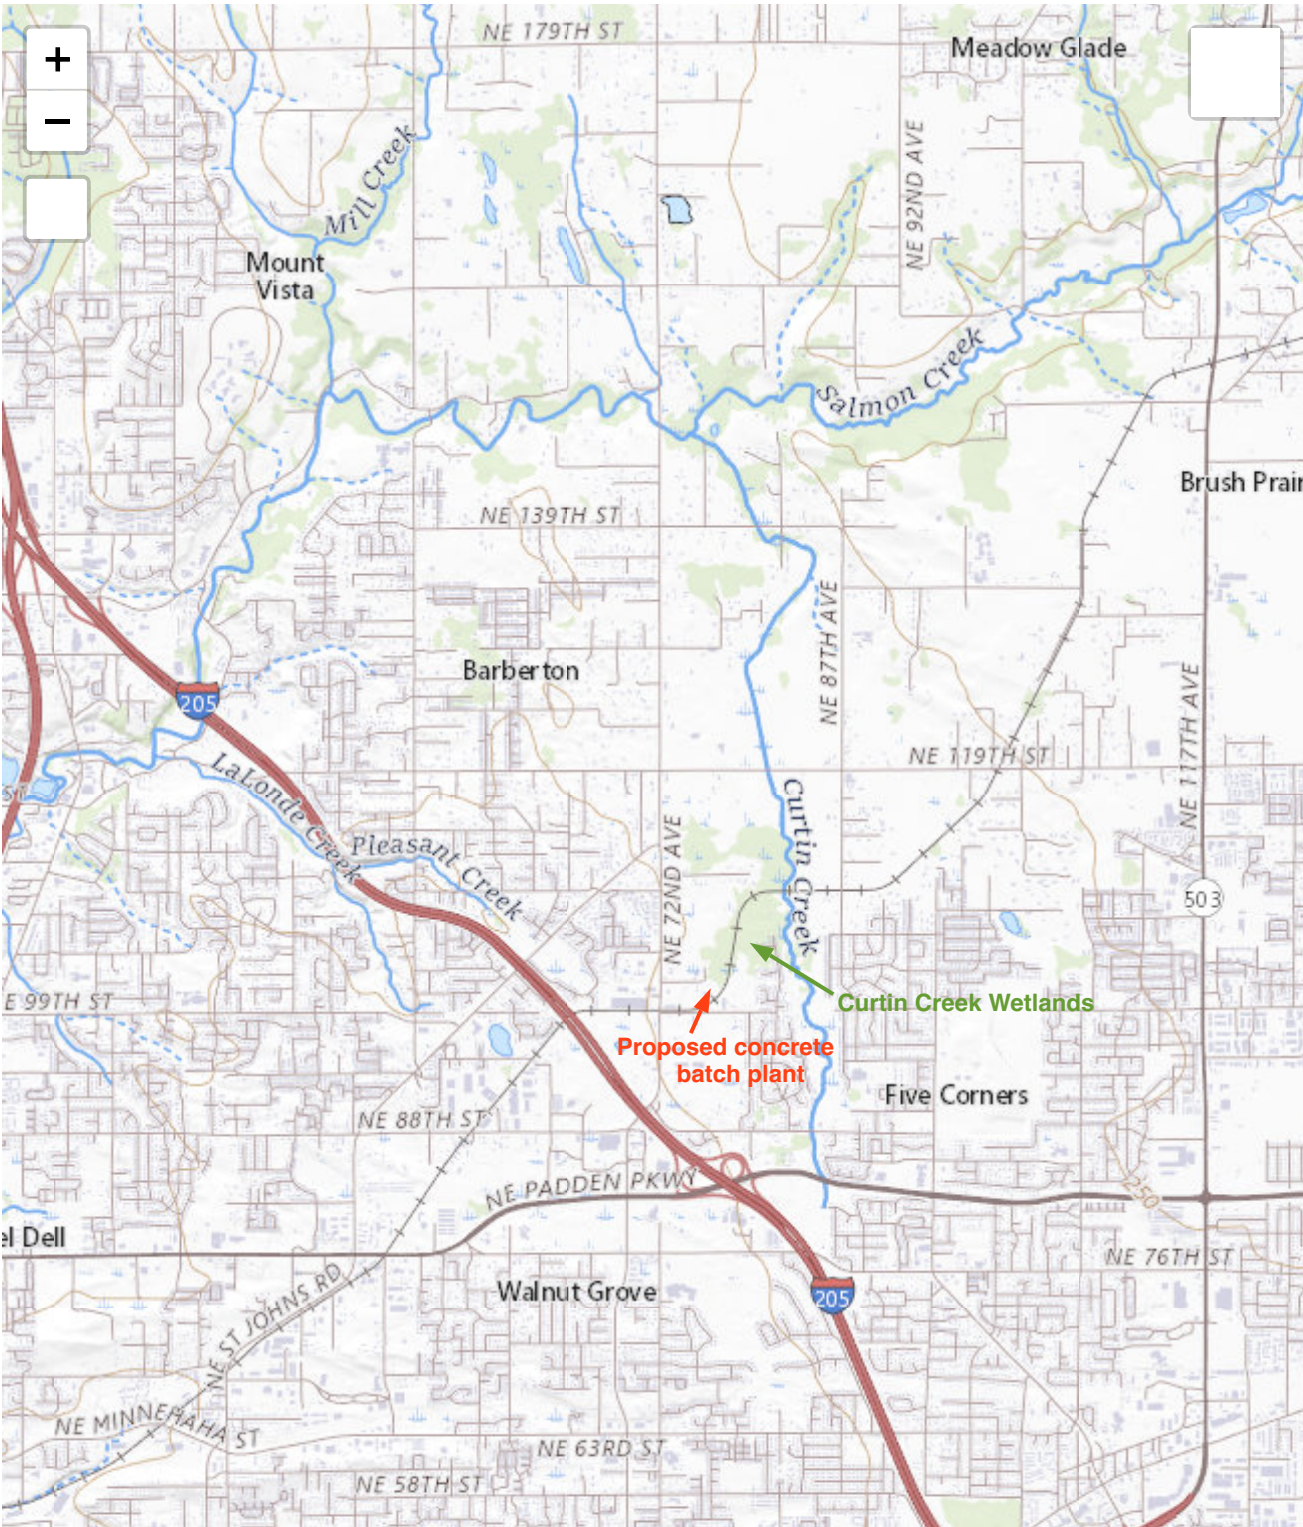 NE 179TH ST
Meadow Glade
+
−
Mill Creek
NE 92ND AVE
Mount
Vista
Salmon Creek
Brush Prair
NE 139TH ST
NE 87TH AVE
Barberton
205
NE 117TH AVE
NE 119TH ST
LaLonde Creek
ST
Curtin Creek
Pleasant Creek
NE 72ND AVE
503
E 99TH ST
Curtin Creek Wetlands
Proposed concrete
batch plant
Five Corners
NE 88TH ST
NE PADDEN PKWY
250
el Dell
NE 76TH ST
Walnut Grove
205
NE ST JOHNS RD
NE MINNEHAHA ST
NE 63RD ST
NE 58TH ST